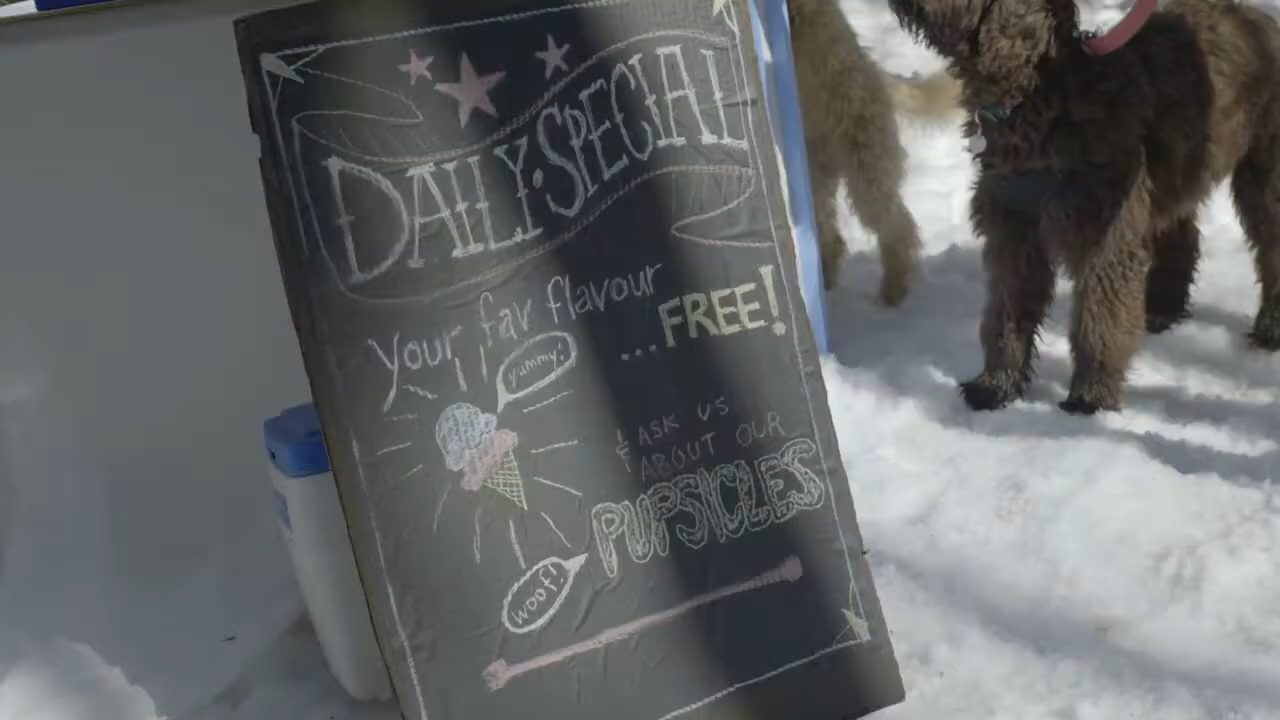 DAILY·SPECIAL
Your fav flavour
...FREE!
yummy!
& ASK US
ABOUT OUR
PUPSICLES
woof!